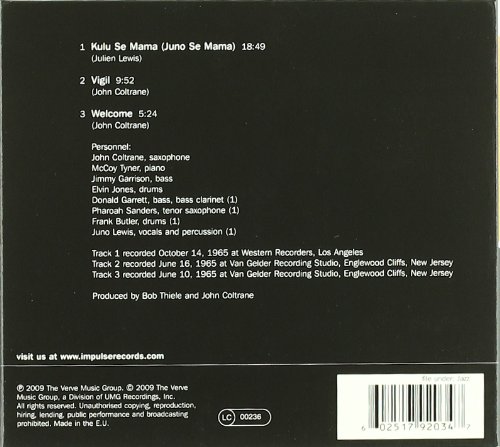 1 Kulu Se Mama (Juno Se Mama) 18:49
(Julien Lewis)
2 Vigil 9:52
(John Coltrane)
3 Welcome 5:24
(John Coltrane)
Personnel:
John Coltrane, saxophone
McCoy Tyner, piano
Jimmy Garrison, bass
Elvin Jones, drums
Donald Garrett, bass, bass clarinet (1)
Pharoah Sanders, tenor saxophone (1)
Frank Butler, drums (1)
Juno Lewis, vocals and percussion (1)
Track 1 recorded October 14, 1965 at Western Recorders, Los Angeles
Track 2 recorded June 16, 1965 at Van Gelder Recording Studio, Englewood Cliffs, New Jersey
Track 3 recorded June 10, 1965 at Van Gelder Recording Studio, Englewood Cliffs, New Jersey
Produced by Bob Thiele and John Coltrane
visit us at www.impulserecords.com
℗ 2009 The Verve Music Group. © 2009 The Verve
Music Group, a Division of UMG Recordings, Inc.
All rights reserved. Unauthorised copying, reproduction,
hiring, lending, public performance and broadcasting
prohibited. Made in the E.U.
LC 00236
file under: Jazz
6 02517 92034 7